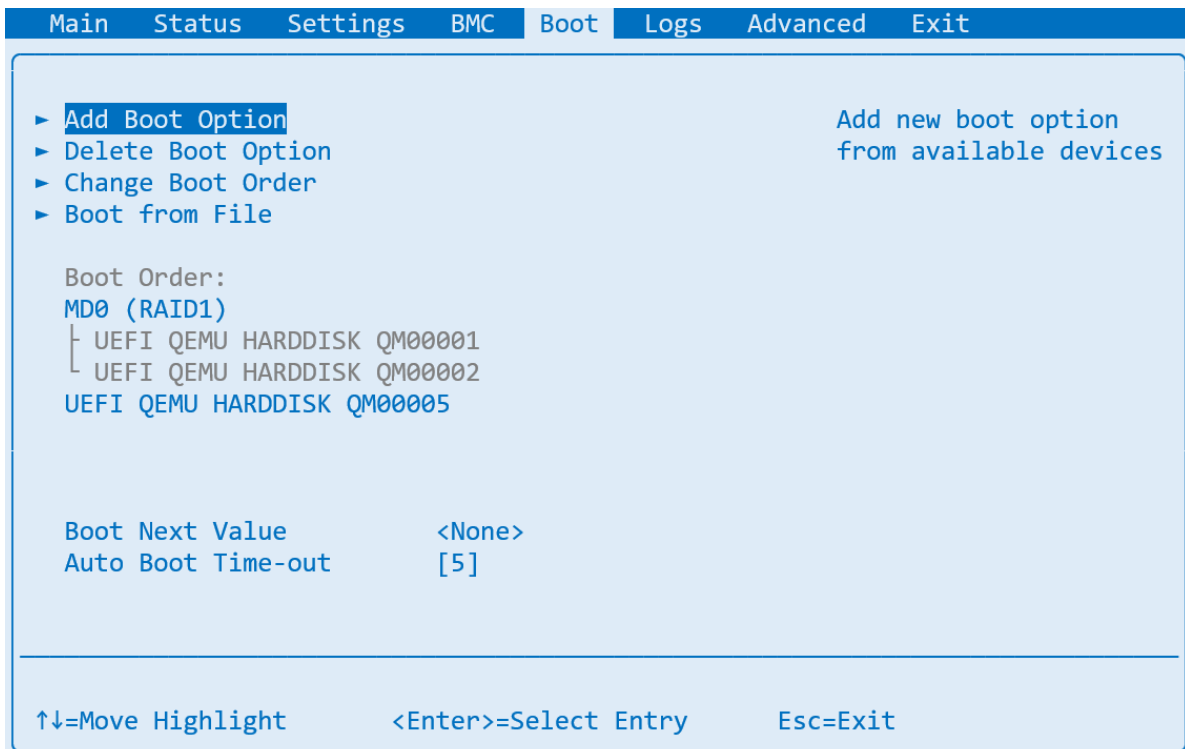 Main Status Settings BMC Boot Logs Advanced Exit
► Add Boot Option
► Delete Boot Option
► Change Boot Order
► Boot from File
Add new boot option
from available devices
Boot Order:
MD0 (RAID1)
├ UEFI QEMU HARDDISK QM00001
└ UEFI QEMU HARDDISK QM00002
UEFI QEMU HARDDISK QM00005
Boot Next Value <None>
Auto Boot Time-out [5]
↑↓=Move Highlight <Enter>=Select Entry Esc=Exit